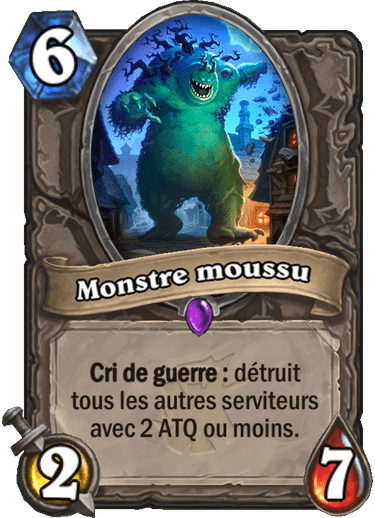 6
Monstre moussu
Cri de guerre : détruit
tous les autres serviteurs
avec 2 ATQ ou moins.
2
7